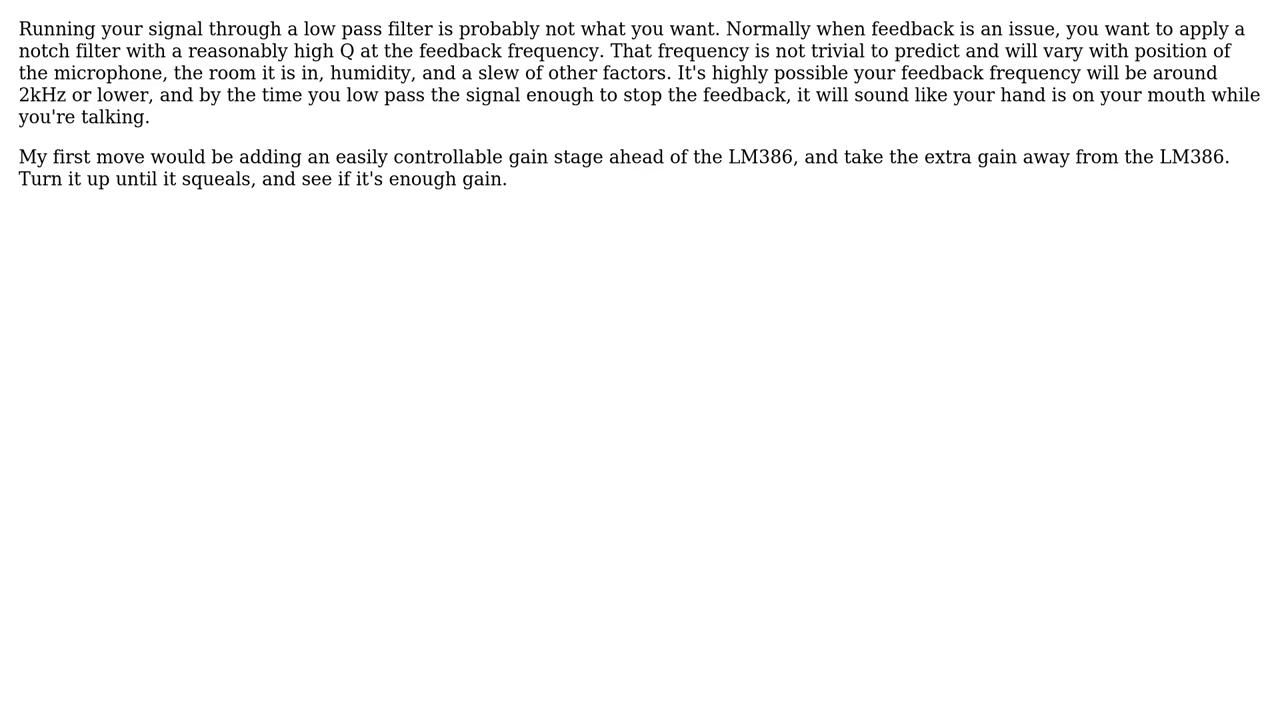 Running your signal through a low pass filter is probably not what you want. Normally when feedback is an issue, you want to apply a
notch filter with a reasonably high Q at the feedback frequency. That frequency is not trivial to predict and will vary with position of
the microphone, the room it is in, humidity, and a slew of other factors. It's highly possible your feedback frequency will be around
2kHz or lower, and by the time you low pass the signal enough to stop the feedback, it will sound like your hand is on your mouth while
you're talking.
My first move would be adding an easily controllable gain stage ahead of the LM386, and take the extra gain away from the LM386.
Turn it up until it squeals, and see if it's enough gain.